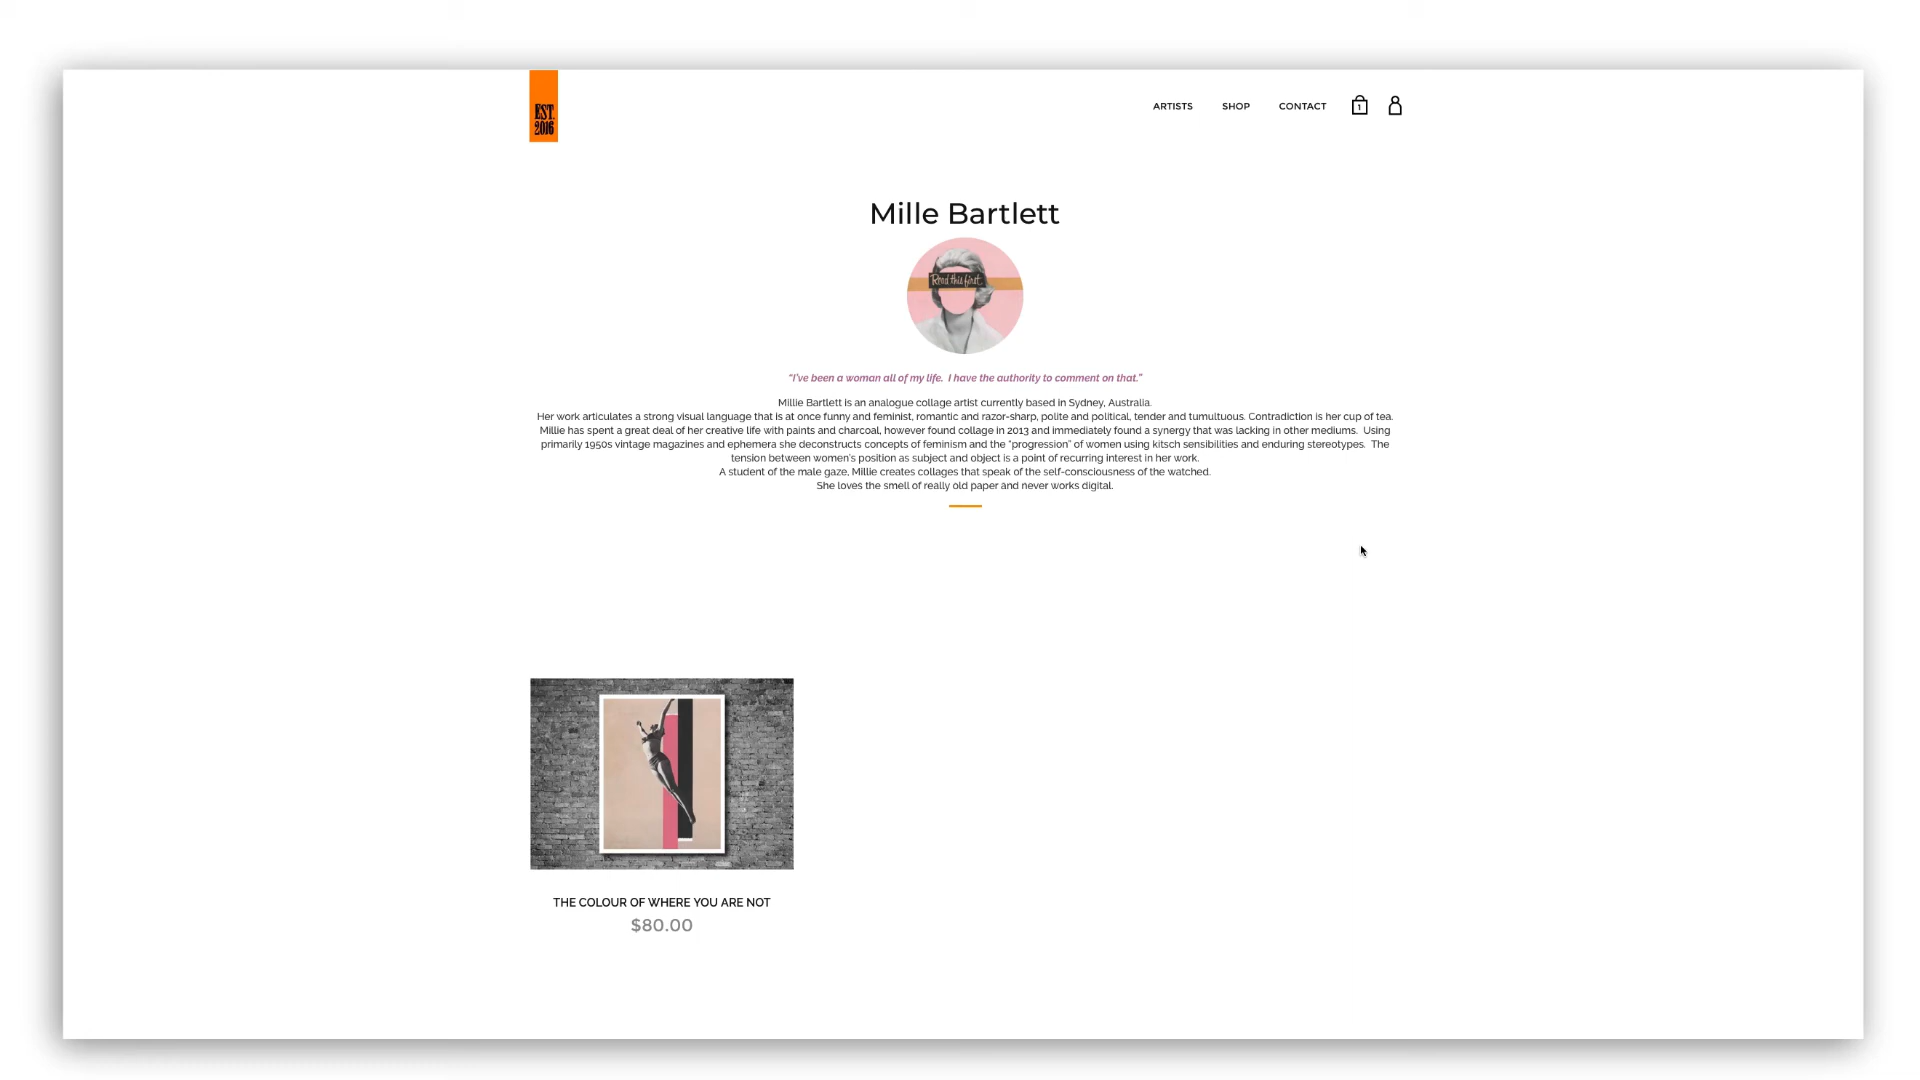 EST.
2016
ARTISTS SHOP CONTACT 1
Mille Bartlett
Read this first.
“I’ve been a woman all of my life.  I have the authority to comment on that.”
Millie Bartlett is an analogue collage artist currently based in Sydney, Australia.
Her work articulates a strong visual language that is at once funny and feminist, romantic and razor-sharp, polite and political, tender and tumultuous. Contradiction is her cup of tea.
Millie has spent a great deal of her creative life with paints and charcoal, however found collage in 2013 and immediately found a synergy that was lacking in other mediums.  Using
primarily 1950s vintage magazines and ephemera she deconstructs concepts of feminism and the “progression” of women using kitsch sensibilities and enduring stereotypes.  The
tension between women’s position as subject and object is a point of recurring interest in her work.
A student of the male gaze, Millie creates collages that speak of the self-consciousness of the watched.
She loves the smell of really old paper and never works digital.
THE COLOUR OF WHERE YOU ARE NOT
$80.00